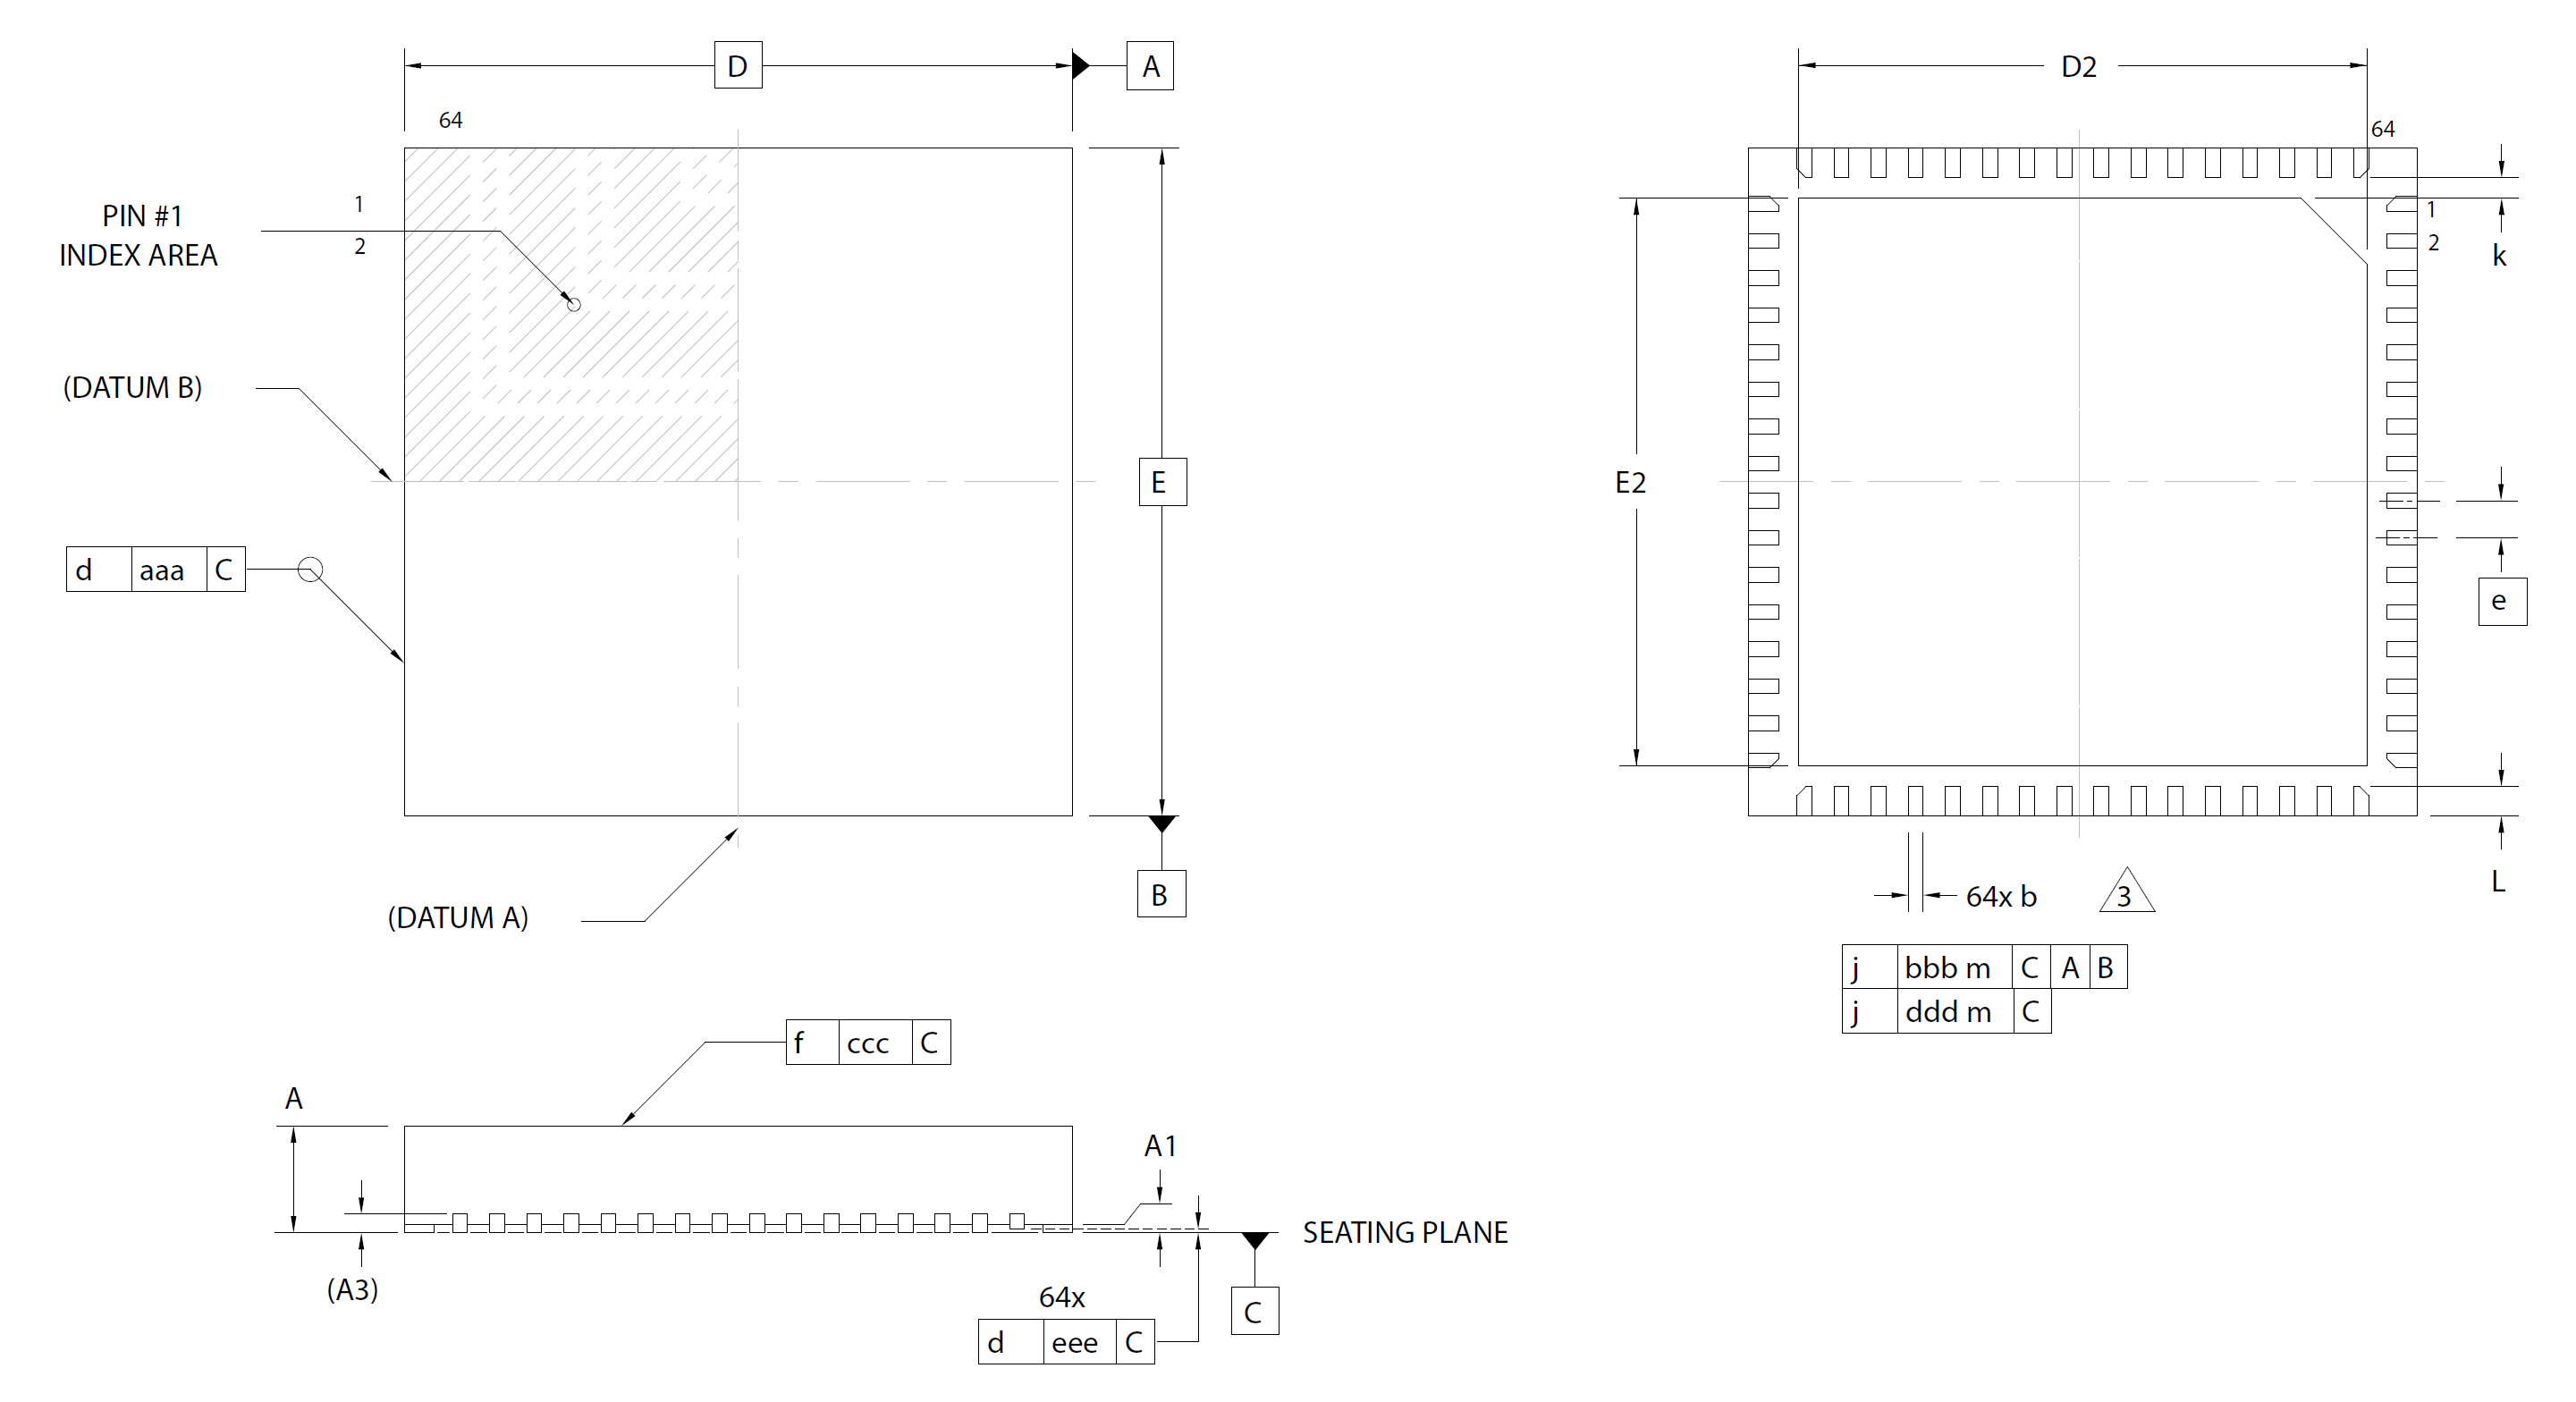 D
A
64
PIN #1
INDEX AREA
1
2
(DATUM B)
E
d aaa C
B
(DATUM A)
D2
64
1
2
k
E2
e
L
64x b 3
j bbb m C A B
j ddd m C
f ccc C
A
A1
SEATING PLANE
(A3)
64x
C
d eee C